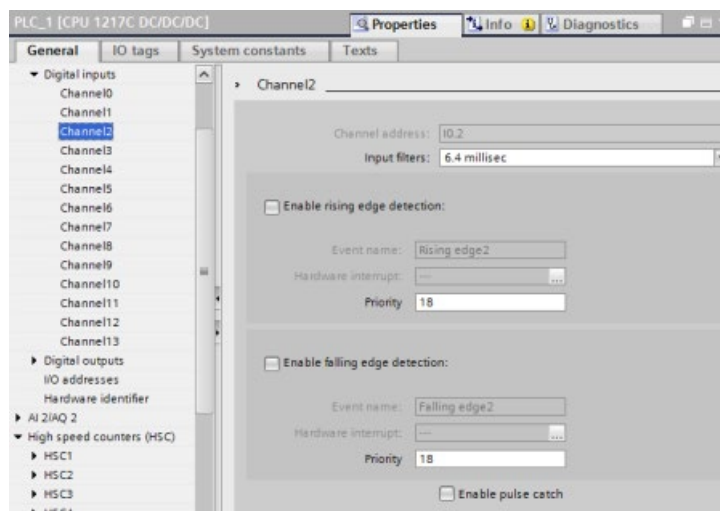 PLC_1 [CPU 1217C DC/DC/DC]
Properties
Info
Diagnostics
General
IO tags
System constants
Texts
Digital inputs
Channel0
Channel1
Channel2
Channel3
Channel4
Channel5
Channel6
Channel7
Channel8
Channel9
Channel10
Channel11
Channel12
Channel13
Digital outputs
I/O addresses
Hardware identifier
AI 2/AQ 2
High speed counters (HSC)
HSC1
HSC2
HSC3
Channel2
Channel address: I0.2
Input filters: 6.4 millisec
Enable rising edge detection:
Event name: Rising edge2
Hardware interrupt: --- ...
Priority 18
Enable falling edge detection:
Event name: Falling edge2
Hardware interrupt: --- ...
Priority 18
Enable pulse catch